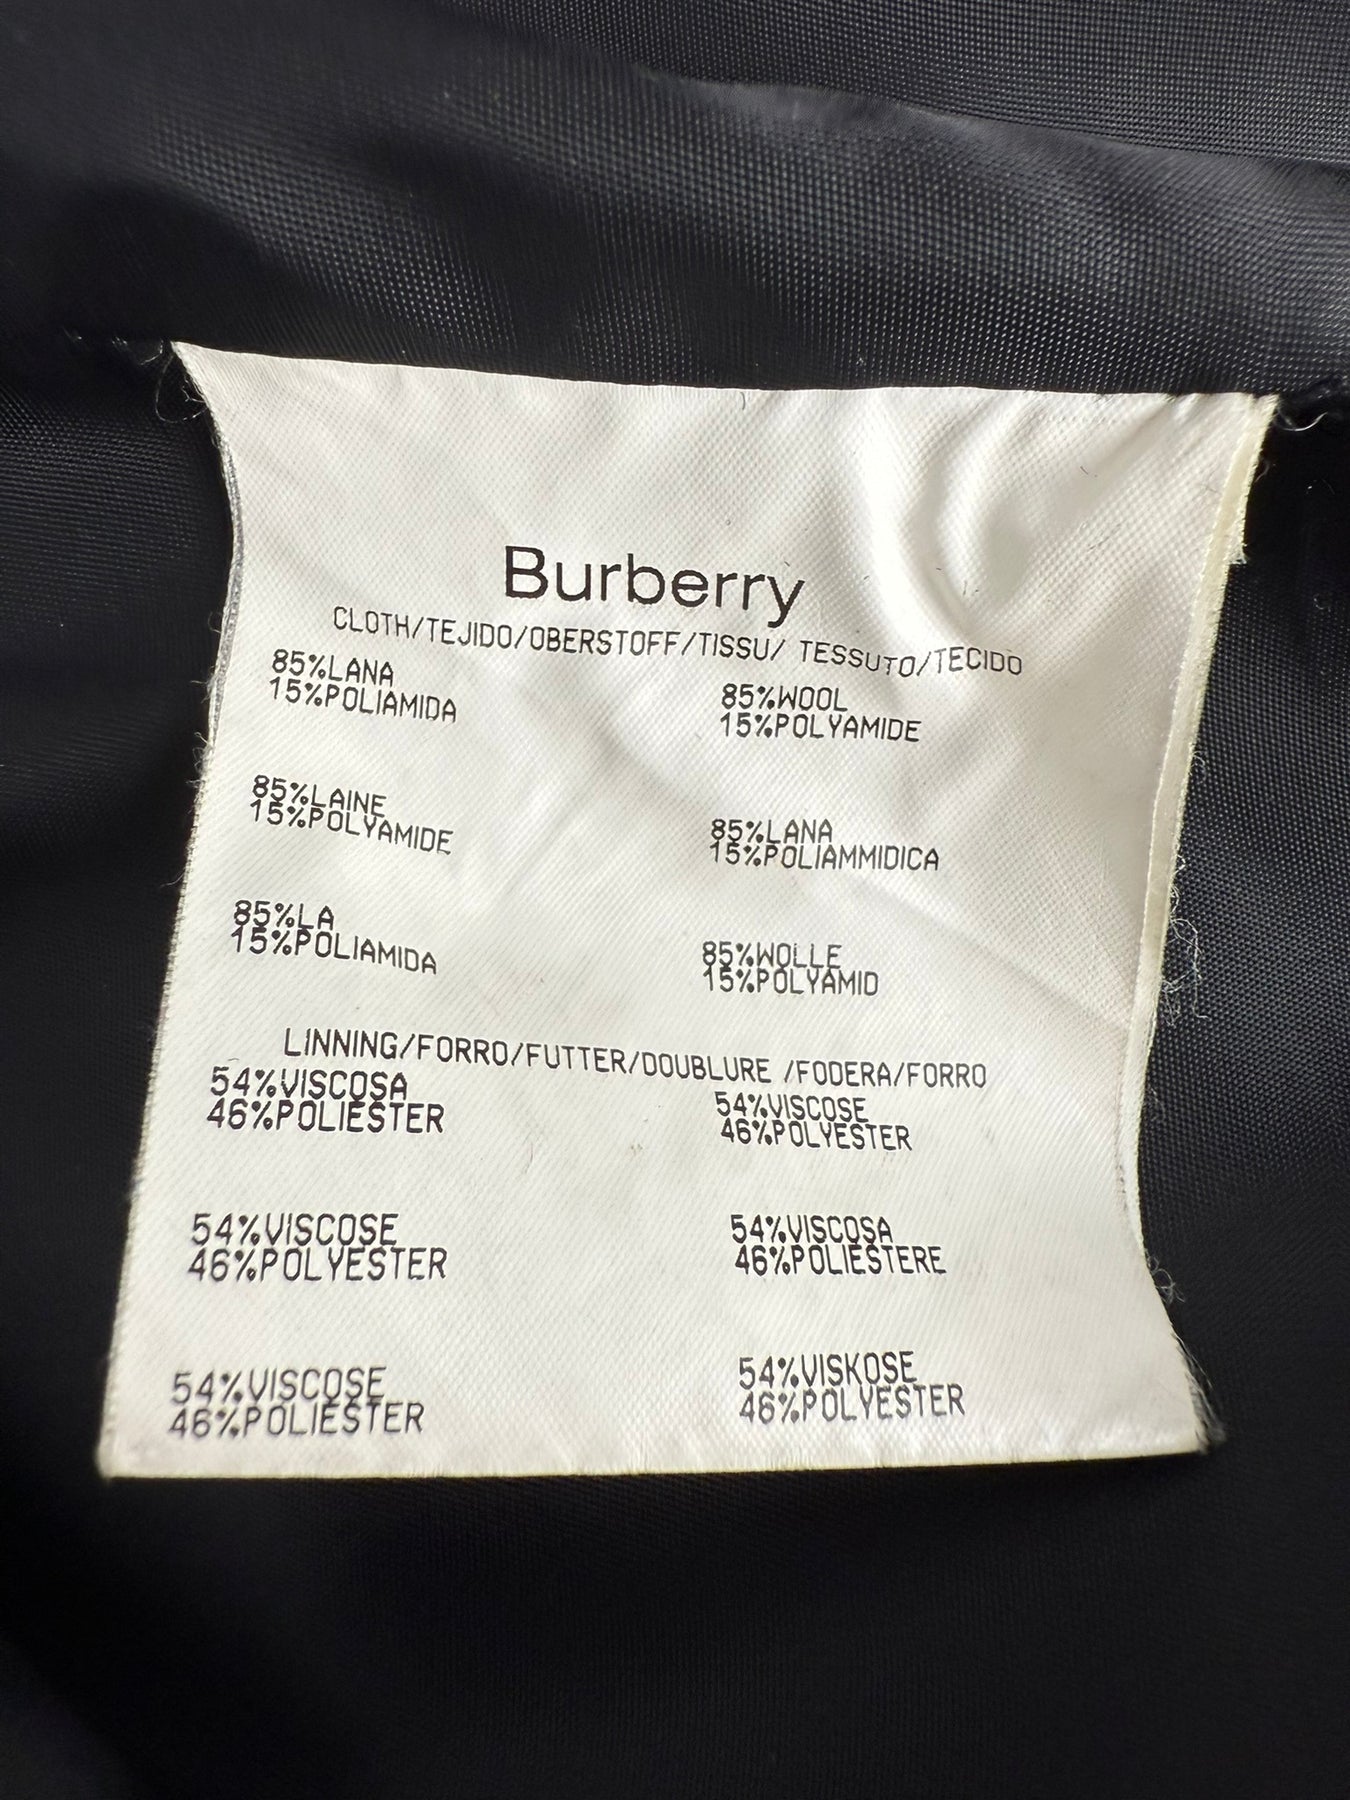 Burberry
CLOTH/TEJIDO/OBERSTOFF/TISSU/ TESSUTO/TECIDO
85%LANA
15%POLIAMIDA
85%WOOL
15%POLYAMIDE
85%LAINE
15%POLYAMIDE
85%LANA
15%POLIAMMIDICA
85%LA
15%POLIAMIDA
85%WOLLE
15%POLYAMID
LINNING/FORRO/FUTTER/DOUBLURE /FODERA/FORRO
54%VISCOSA
46%POLIESTER
54%VISCOSE
46%POLYESTER
54%VISCOSE
46%POLYESTER
54%VISCOSA
46%POLIESTERE
54%VISCOSE
46%POLIESTER
54%VISKOSE
46%POLYESTER